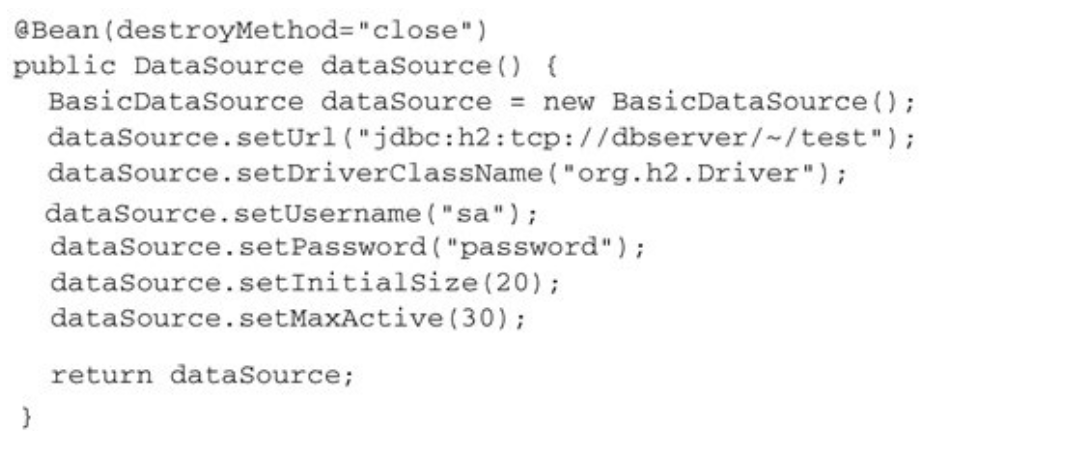 @Bean(destroyMethod="close")
public DataSource dataSource() {
BasicDataSource dataSource = new BasicDataSource();
dataSource.setUrl("jdbc:h2:tcp://dbserver/~/test");
dataSource.setDriverClassName("org.h2.Driver");
dataSource.setUsername("sa");
dataSource.setPassword("password");
dataSource.setInitialSize(20);
dataSource.setMaxActive(30);
return dataSource;
}